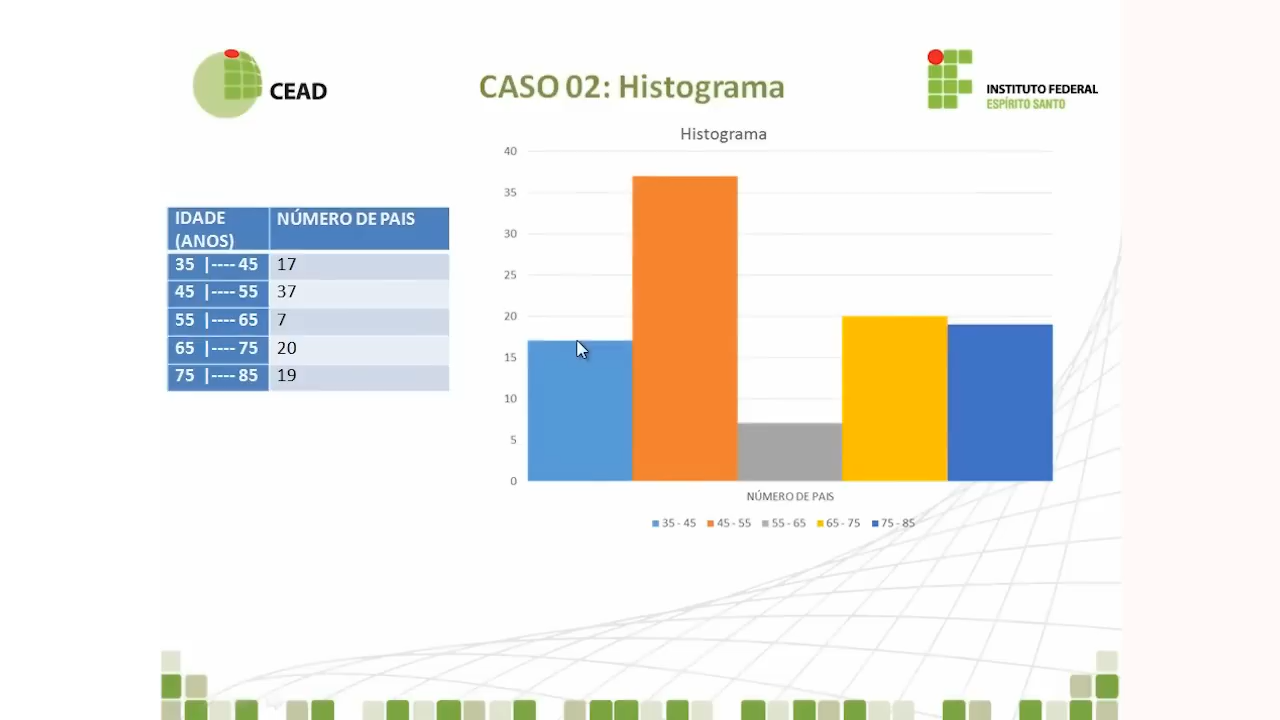 CEAD
CASO 02: Histograma
INSTITUTO FEDERAL
ESPÍRITO SANTO
IDADE
(ANOS)
NÚMERO DE PAIS
35 |---- 45 17
45 |---- 55 37
55 |---- 65 7
65 |---- 75 20
75 |---- 85 19
Histograma
40
35
30
25
20
15
10
5
0
NÚMERO DE PAIS
35 - 45 45 - 55 55 - 65 65 - 75 75 - 85